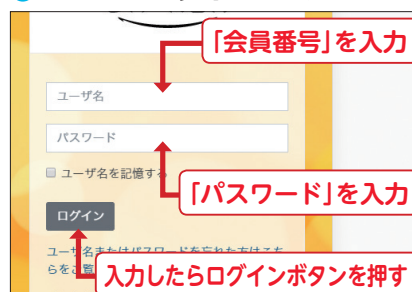 「会員番号」を入力
ユーザ名
パスワード
ユーザ名を記憶する
「パスワード」を入力
ログイン
ユーザ名またはパスワードを忘れた方はこち
らをご覧
入力したらログインボタンを押す